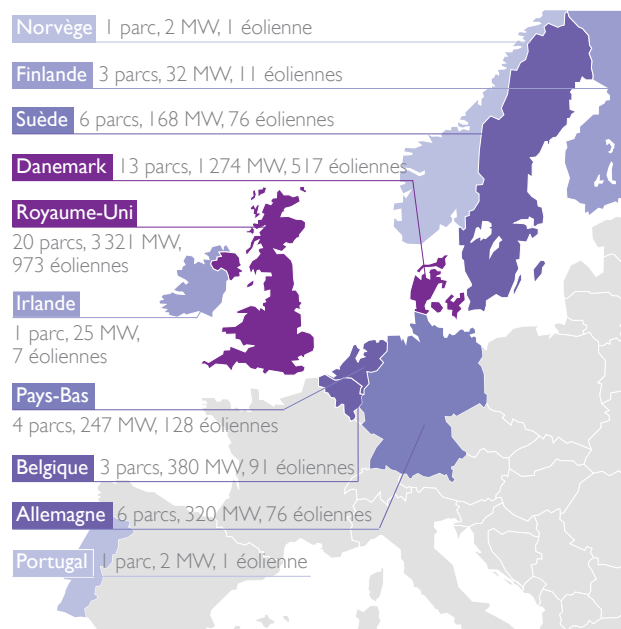 Norvège 1 parc, 2 MW, 1 éolienne
Finlande 3 parcs, 32 MW, 11 éoliennes
Suède 6 parcs, 168 MW, 76 éoliennes
Danemark 13 parcs, 1 274 MW, 517 éoliennes
Royaume-Uni
20 parcs, 3 321 MW,
973 éoliennes
Irlande
1 parc, 25 MW,
7 éoliennes
Pays-Bas
4 parcs, 247 MW, 128 éoliennes
Belgique 3 parcs, 380 MW, 91 éoliennes
Allemagne 6 parcs, 320 MW, 76 éoliennes
Portugal 1 parc, 2 MW, 1 éolienne